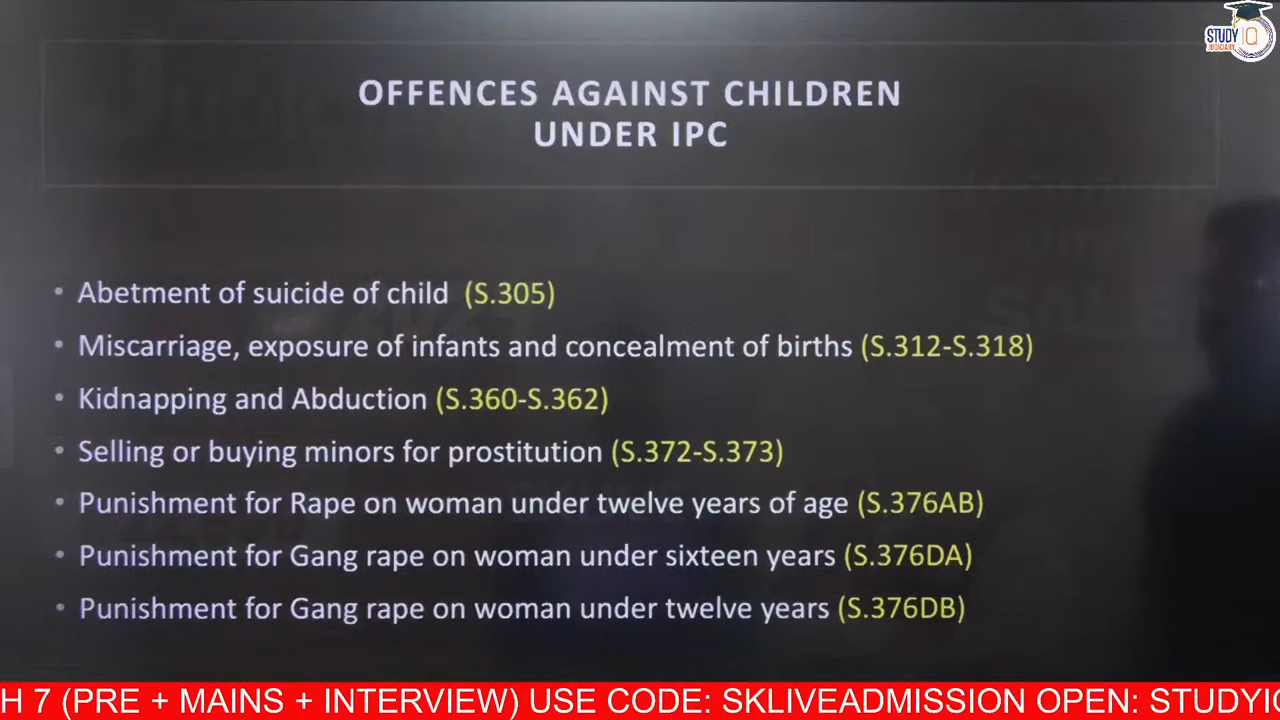 STUDY IQ
JUDICIARY
OFFENCES AGAINST CHILDREN
UNDER IPC
• Abetment of suicide of child (S.305)
• Miscarriage, exposure of infants and concealment of births (S.312-S.318)
• Kidnapping and Abduction (S.360-S.362)
• Selling or buying minors for prostitution (S.372-S.373)
• Punishment for Rape on woman under twelve years of age (S.376AB)
• Punishment for Gang rape on woman under sixteen years (S.376DA)
• Punishment for Gang rape on woman under twelve years (S.376DB)
H 7 (PRE + MAINS + INTERVIEW) USE CODE: SKLIVEADMISSION OPEN: STUDYIQ